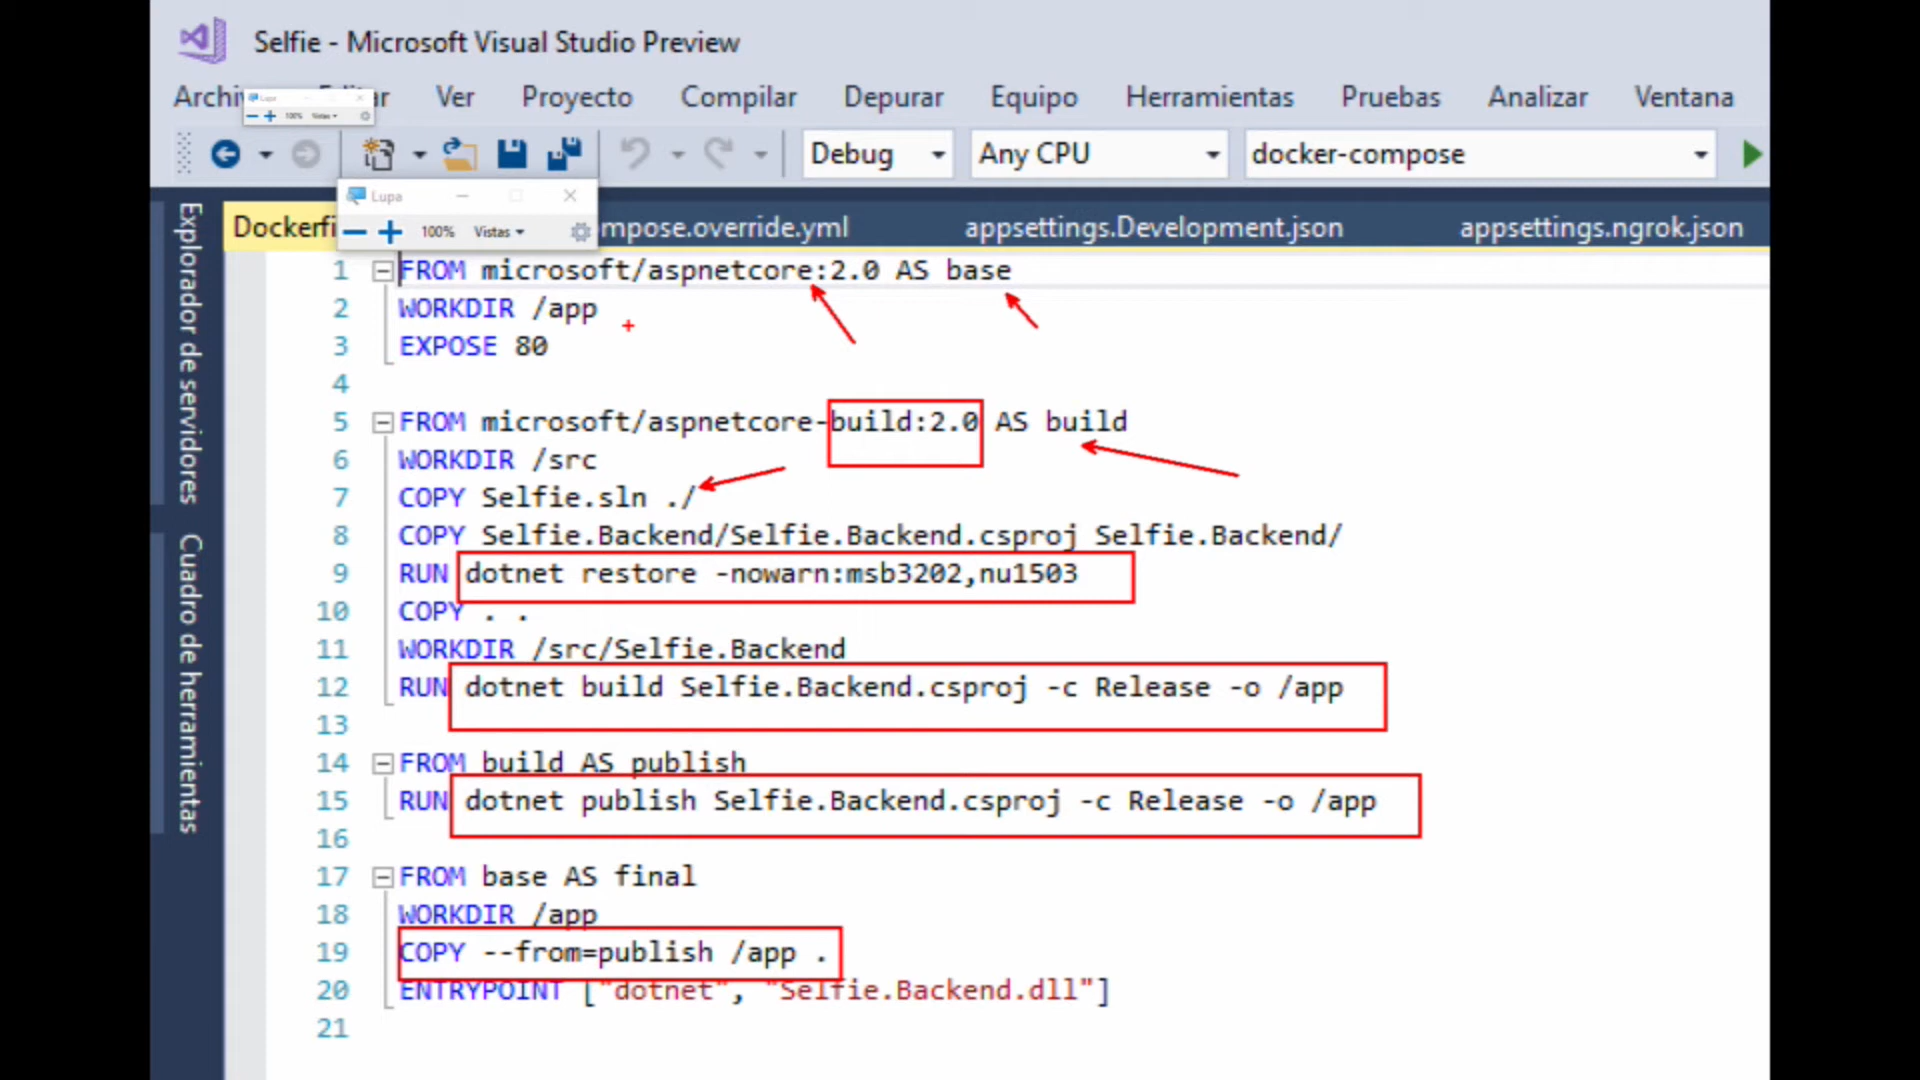 Selfie - Microsoft Visual Studio Preview
Ver Proyecto Compilar Depurar Equipo Herramientas Pruebas Analizar Ventana
Lupa
100% Vistas
Debug Any CPU docker-compose
Lupa
100% Vistas
appsettings.Development.json appsettings.ngrok.json
Explorador de servidores
Cuadro de herramientas
1 FROM microsoft/aspnetcore:2.0 AS base
2 WORKDIR /app
3 EXPOSE 80
4
5 FROM microsoft/aspnetcore-build:2.0 AS build
6 WORKDIR /src
7 COPY Selfie.sln ./
8 COPY Selfie.Backend/Selfie.Backend.csproj Selfie.Backend/
9 RUN dotnet restore -nowarn:msb3202,nu1503
10 COPY . .
11 WORKDIR /src/Selfie.Backend
12 RUN dotnet build Selfie.Backend.csproj -c Release -o /app
13
14 FROM build AS publish
15 RUN dotnet publish Selfie.Backend.csproj -c Release -o /app
16
17 FROM base AS final
18 WORKDIR /app
19 COPY --from=publish /app .
20 ENTRYPOINT ["dotnet", "Selfie.Backend.dll"]
21